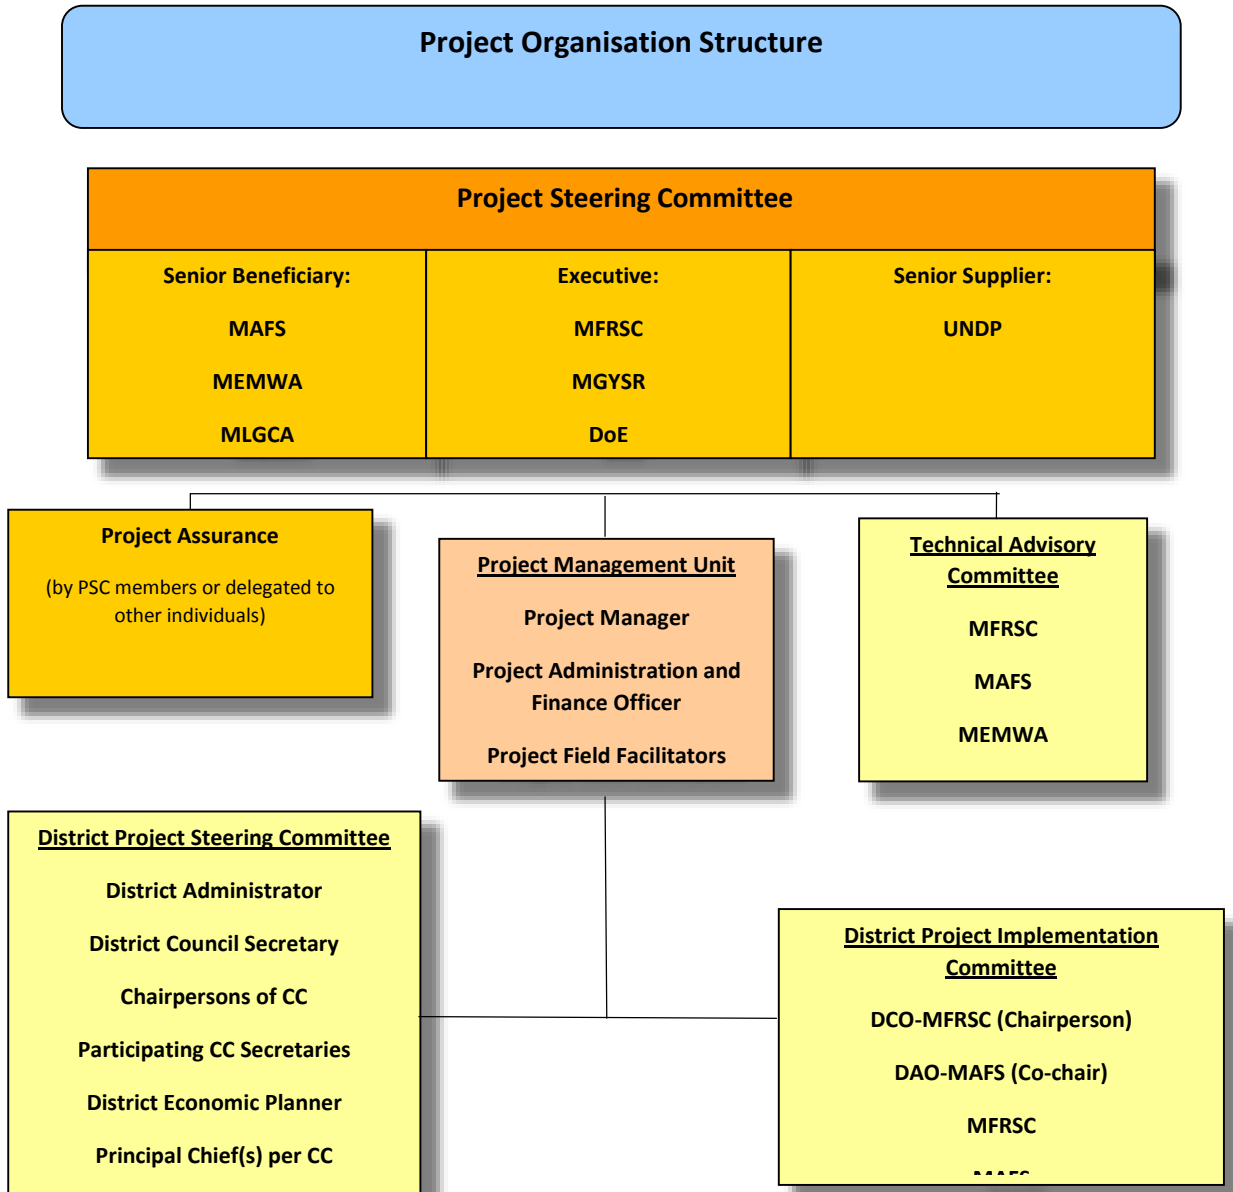 Project Organisation Structure
Project Steering Committee
Senior Beneficiary:
MAFS
MEMWA
MLGCA
Executive:
MFRSC
MGYSR
DoE
Senior Supplier:
UNDP
Project Assurance
(by PSC members or delegated to
other individuals)
Project Management Unit
Project Manager
Project Administration and
Finance Officer
Project Field Facilitators
Technical Advisory
Committee
MFRSC
MAFS
MEMWA
District Project Steering Committee
District Administrator
District Council Secretary
Chairpersons of CC
Participating CC Secretaries
District Economic Planner
Principal Chief(s) per CC
District Project Implementation
Committee
DCO-MFRSC (Chairperson)
DAO-MAFS (Co-chair)
MFRSC
MAFS